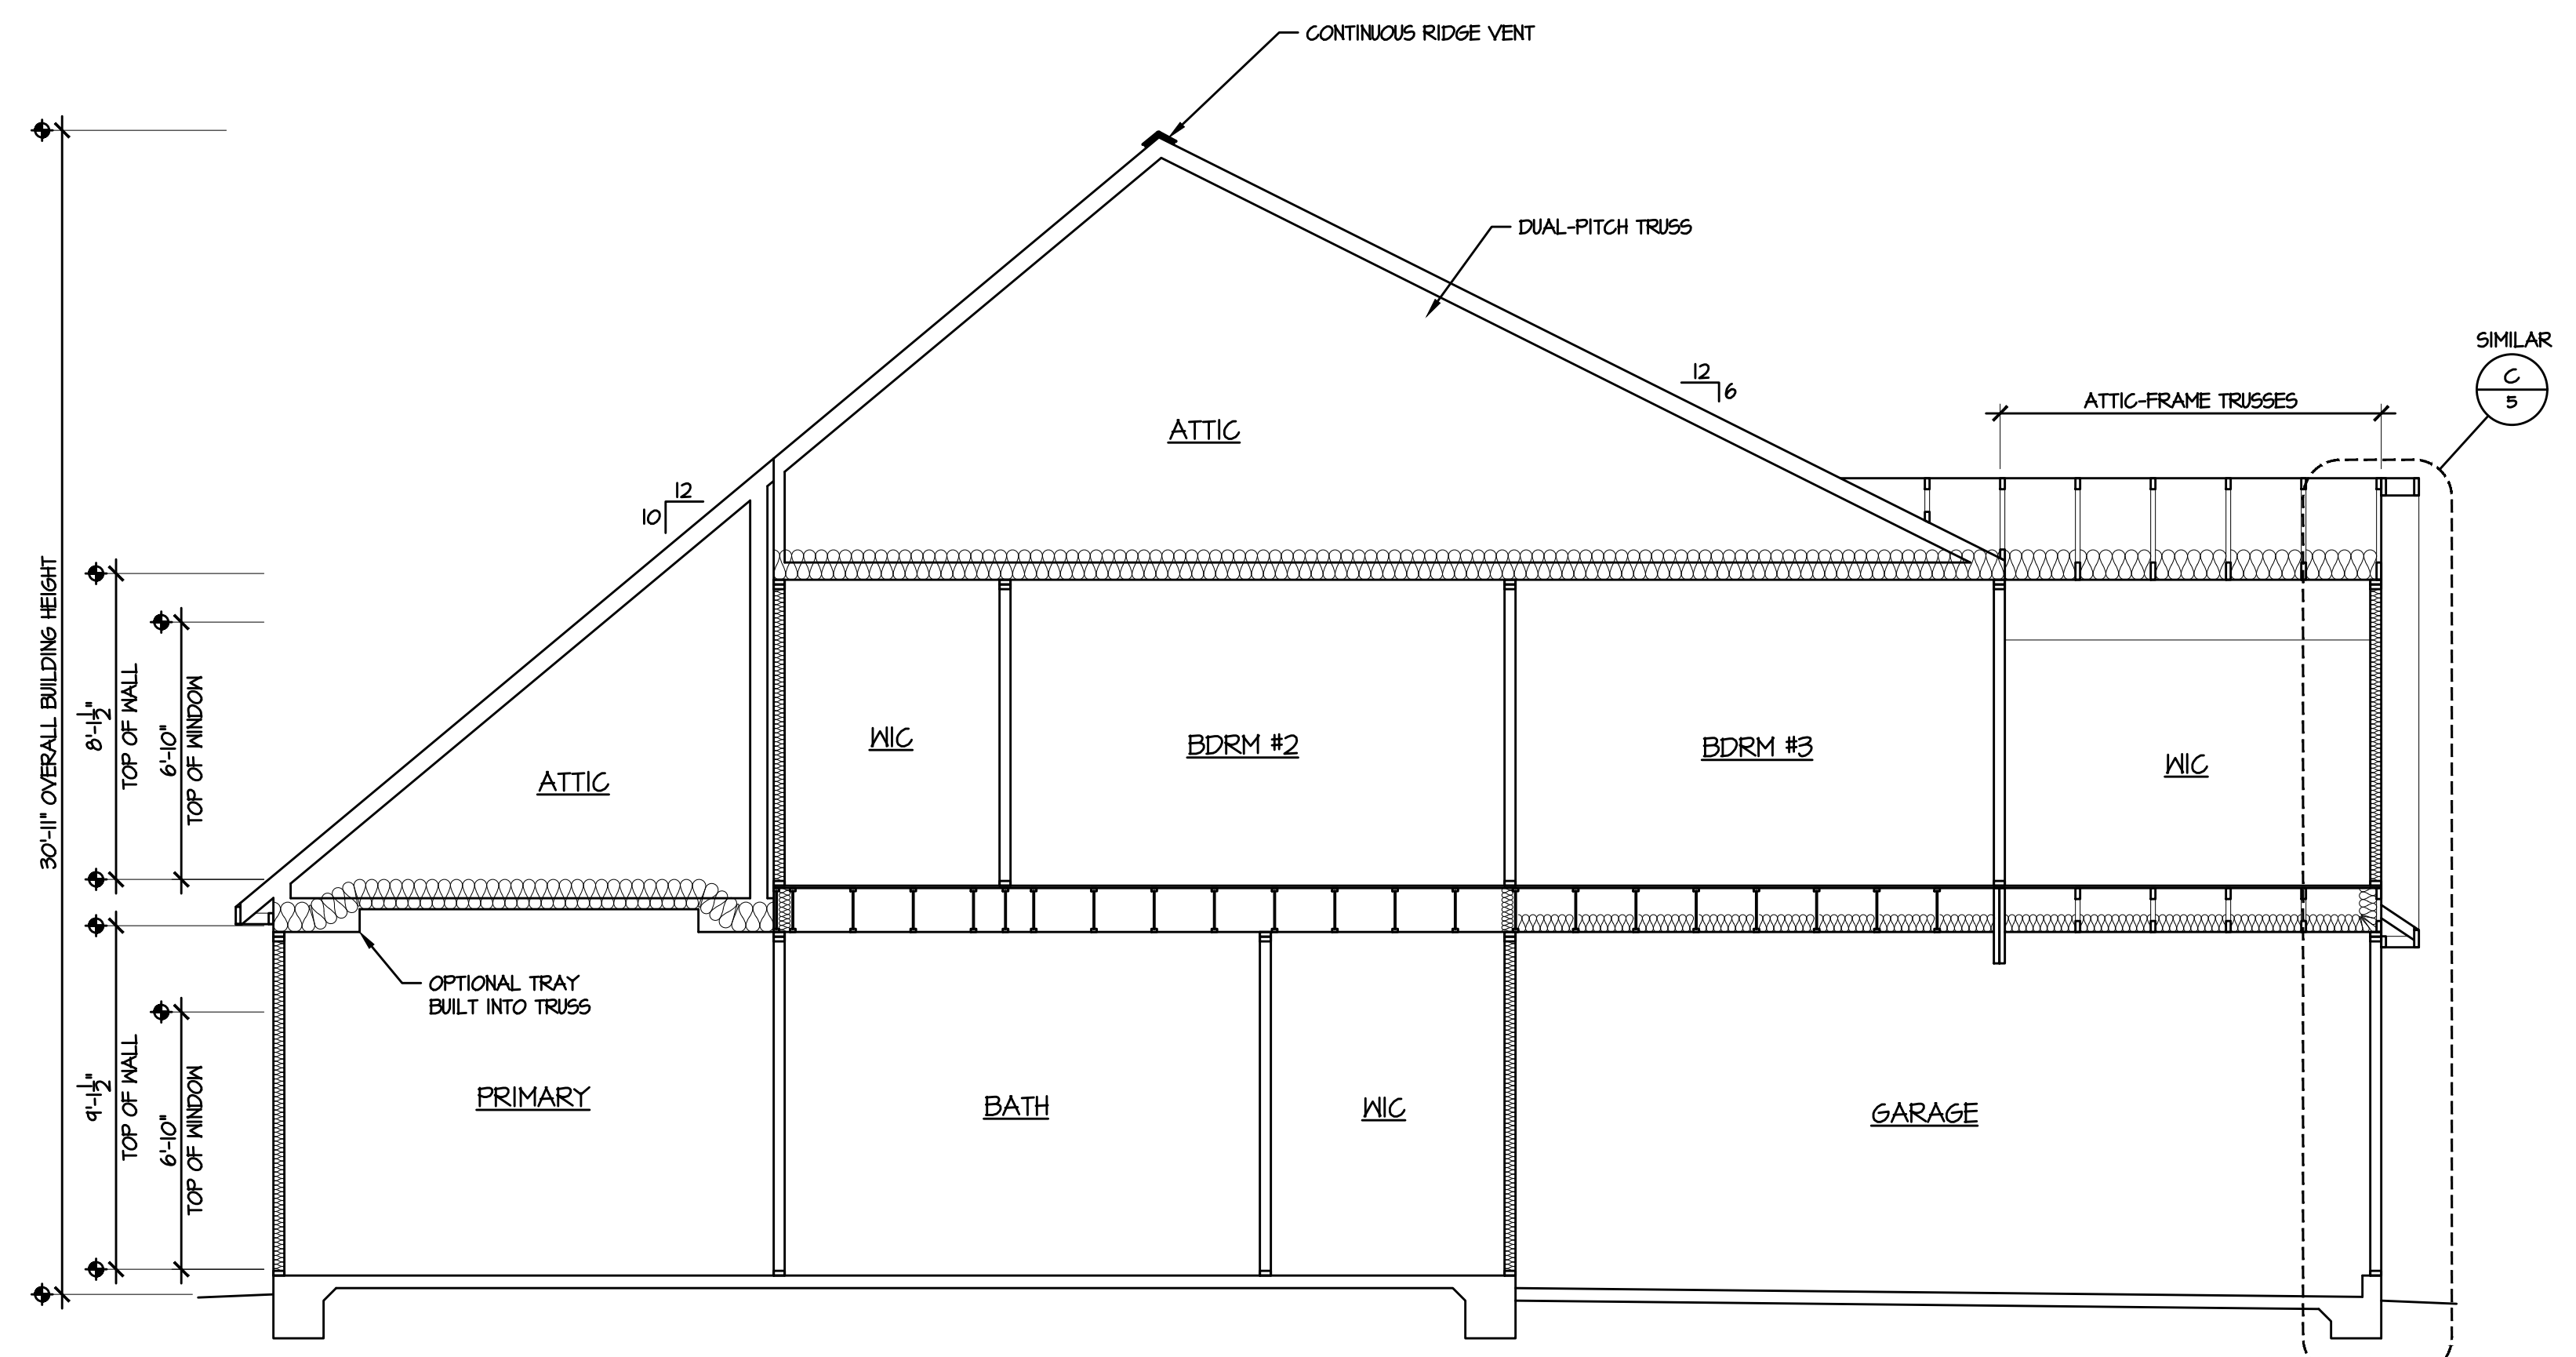 CONTINUOUS RIDGE VENT
DUAL-PITCH TRUSS
SIMILAR
C
5
12
6
ATTIC-FRAME TRUSSES
ATTIC
12
10
30'-11" OVERALL BUILDING HEIGHT
8'-1 1/2"
TOP OF WALL
6'-10"
TOP OF WINDOW
ATTIC
WIC
BDRM #2
BDRM #3
WIC
OPTIONAL TRAY
BUILT INTO TRUSS
9'-1 1/2"
TOP OF WALL
6'-10"
TOP OF WINDOW
PRIMARY
BATH
WIC
GARAGE